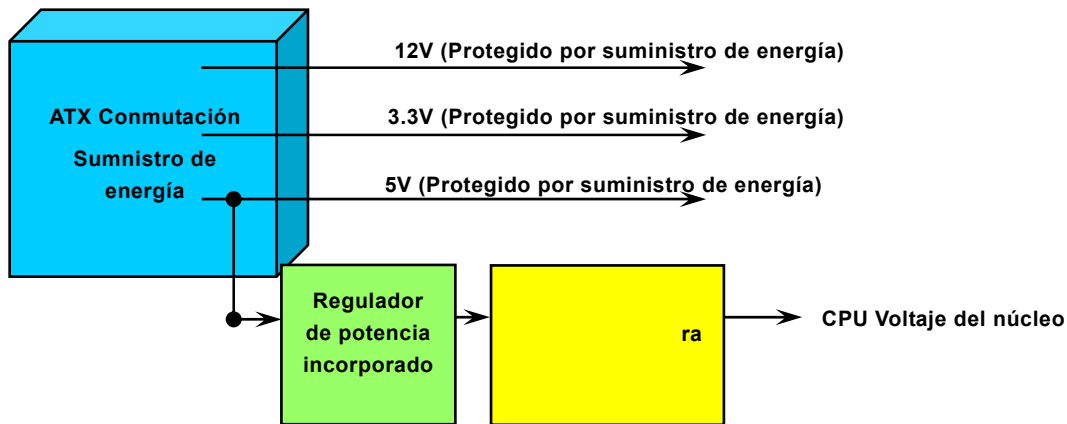 12V (Protegido por suministro de energía)
ATX Conmutación
3.3V (Protegido por suministro de energía)
Sumnistro de
energía
5V (Protegido por suministro de energía)
Regulador
de potencia
incorporado
ra
CPU Voltaje del núcleo